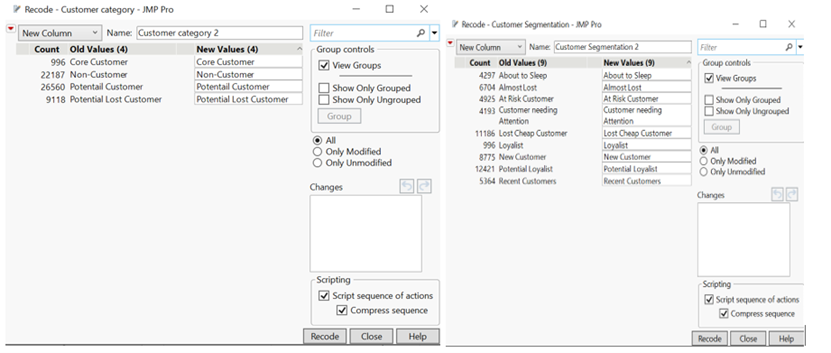 Recode - Customer category - JMP Pro
New Column Name: Customer category 2
Count Old Values (4) New Values (4)
996 Core Customer Core Customer
22187 Non-Customer Non-Customer
26560 Potentail Customer Potentail Customer
9118 Potential Lost Customer Potential Lost Customer
Filter
Group controls
View Groups
Show Only Grouped
Show Only Ungrouped
Group
All
Only Modified
Only Unmodified
Changes
Scripting
Script sequence of actions
Compress sequence
Recode Close Help
Recode - Customer Segmentation - JMP Pro
New Column Name: Customer Segmentation 2
Count Old Values (9) New Values (9)
4297 About to Sleep About to Sleep
6704 Almost Lost Almost Lost
4925 At Risk Customer At Risk Customer
4193 Customer needing Customer needing
Attention Attention
11186 Lost Cheap Customer Lost Cheap Customer
996 Loyalist Loyalist
8775 New Customer New Customer
12421 Potential Loyalist Potential Loyalist
5364 Recent Customers Recent Customers
Filter
Group controls
View Groups
Show Only Grouped
Show Only Ungrouped
Group
All
Only Modified
Only Unmodified
Changes
Scripting
Script sequence of actions
Compress sequence
Recode Close Help